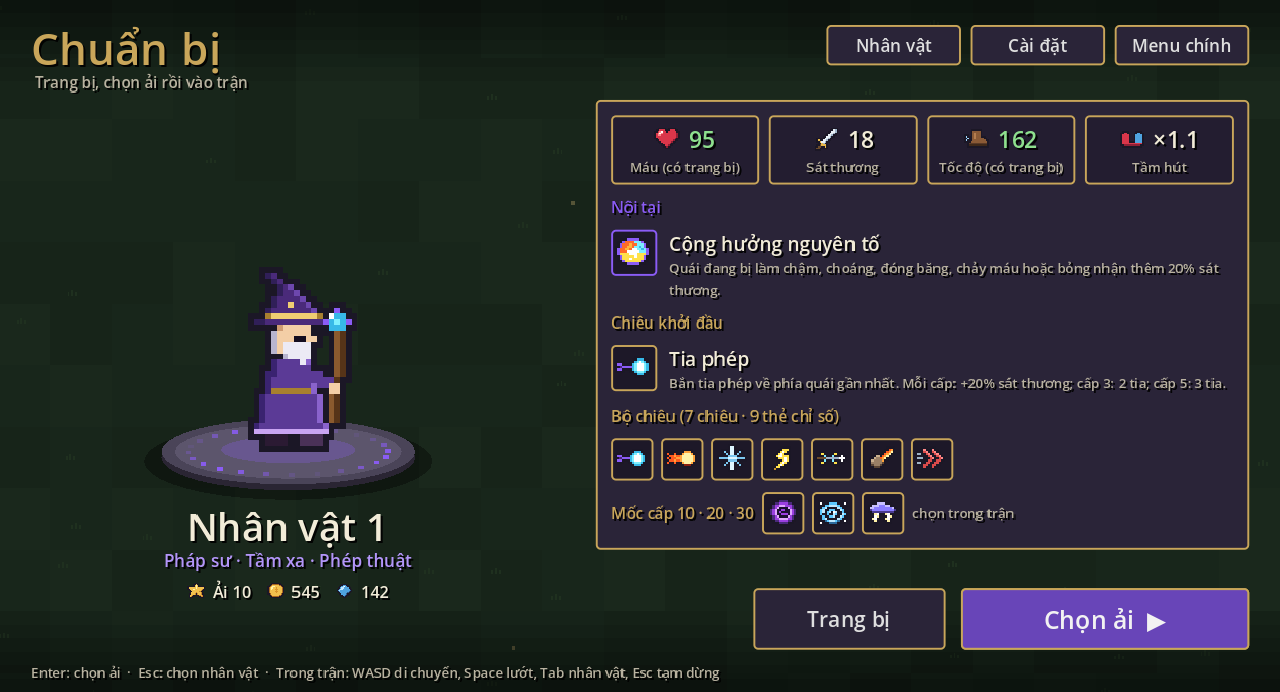 Chuẩn bị
Trang bị, chọn ải rồi vào trận
Nhân vật
Cài đặt
Menu chính
95
Máu (có trang bị)
18
Sát thương
162
Tốc độ (có trang bị)
×1.1
Tầm hút
Nội tại
Cộng hưởng nguyên tố
Quái đang bị làm chậm, choáng, đóng băng, chảy máu hoặc bỏng nhận thêm 20% sát
thương.
Chiêu khởi đầu
Tia phép
Bắn tia phép về phía quái gần nhất. Mỗi cấp: +20% sát thương; cấp 3: 2 tia; cấp 5: 3 tia.
Bộ chiêu (7 chiêu · 9 thẻ chỉ số)
Mốc cấp 10 · 20 · 30
chọn trong trận
Nhân vật 1
Pháp sư · Tầm xa · Phép thuật
Ải 10
545
142
Trang bị
Chọn ải ▶
Enter: chọn ải · Esc: chọn nhân vật · Trong trận: WASD di chuyển, Space lướt, Tab nhân vật, Esc tạm dừng